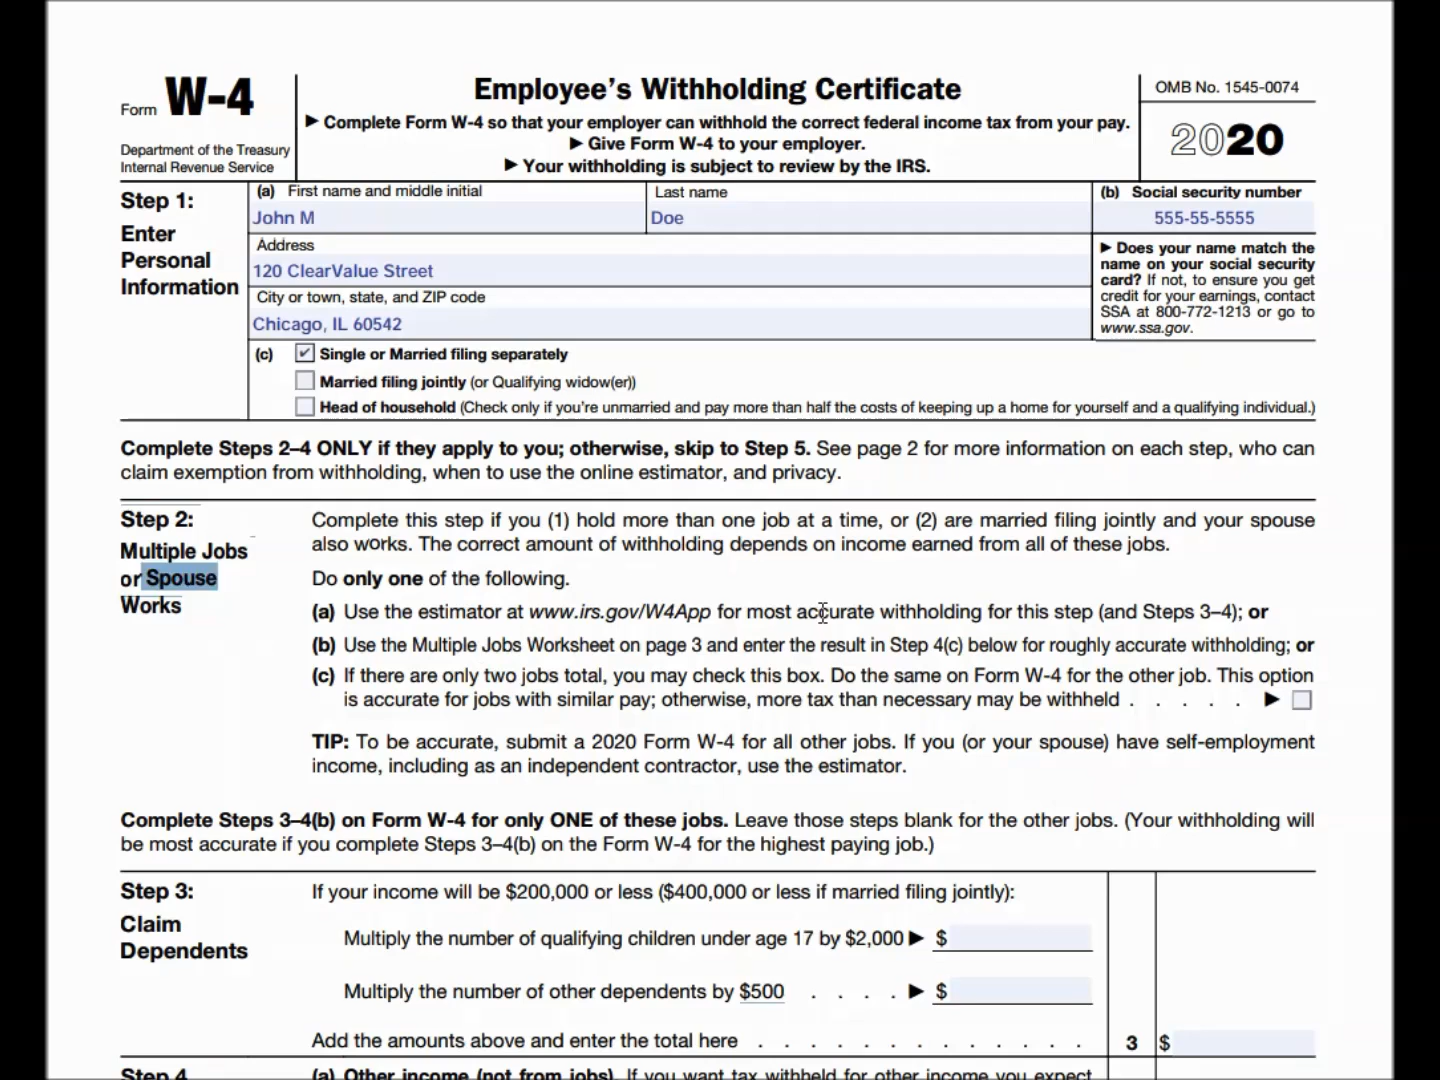 Form W-4
Department of the Treasury
Internal Revenue Service
Employee's Withholding Certificate
▶ Complete Form W-4 so that your employer can withhold the correct federal income tax from your pay.
▶ Give Form W-4 to your employer.
▶ Your withholding is subject to review by the IRS.
OMB No. 1545-0074
2020
Step 1:
Enter
Personal
Information
(a) First name and middle initial
John M
Last name
Doe
(b) Social security number
555-55-5555
Address
120 ClearValue Street
City or town, state, and ZIP code
Chicago, IL 60542
▶ Does your name match the
name on your social security
card? If not, to ensure you get
credit for your earnings, contact
SSA at 800-772-1213 or go to
www.ssa.gov.
(c) Single or Married filing separately
Married filing jointly (or Qualifying widow(er))
Head of household (Check only if you're unmarried and pay more than half the costs of keeping up a home for yourself and a qualifying individual.)
Complete Steps 2–4 ONLY if they apply to you; otherwise, skip to Step 5. See page 2 for more information on each step, who can
claim exemption from withholding, when to use the online estimator, and privacy.
Step 2:
Multiple Jobs
or Spouse
Works
Complete this step if you (1) hold more than one job at a time, or (2) are married filing jointly and your spouse
also works. The correct amount of withholding depends on income earned from all of these jobs.
Do only one of the following.
(a) Use the estimator at www.irs.gov/W4App for most accurate withholding for this step (and Steps 3–4); or
(b) Use the Multiple Jobs Worksheet on page 3 and enter the result in Step 4(c) below for roughly accurate withholding; or
(c) If there are only two jobs total, you may check this box. Do the same on Form W-4 for the other job. This option
is accurate for jobs with similar pay; otherwise, more tax than necessary may be withheld . . . . . ▶
TIP: To be accurate, submit a 2020 Form W-4 for all other jobs. If you (or your spouse) have self-employment
income, including as an independent contractor, use the estimator.
Complete Steps 3–4(b) on Form W-4 for only ONE of these jobs. Leave those steps blank for the other jobs. (Your withholding will
be most accurate if you complete Steps 3–4(b) on the Form W-4 for the highest paying job.)
Step 3:
Claim
Dependents
If your income will be $200,000 or less ($400,000 or less if married filing jointly):
Multiply the number of qualifying children under age 17 by $2,000 ▶ $
Multiply the number of other dependents by $500 . . . . ▶ $
Add the amounts above and enter the total here . . . . . . . . . . . . . 3 $
Step 4
(a) Other income (not from jobs). If you want tax withheld for other income you expect